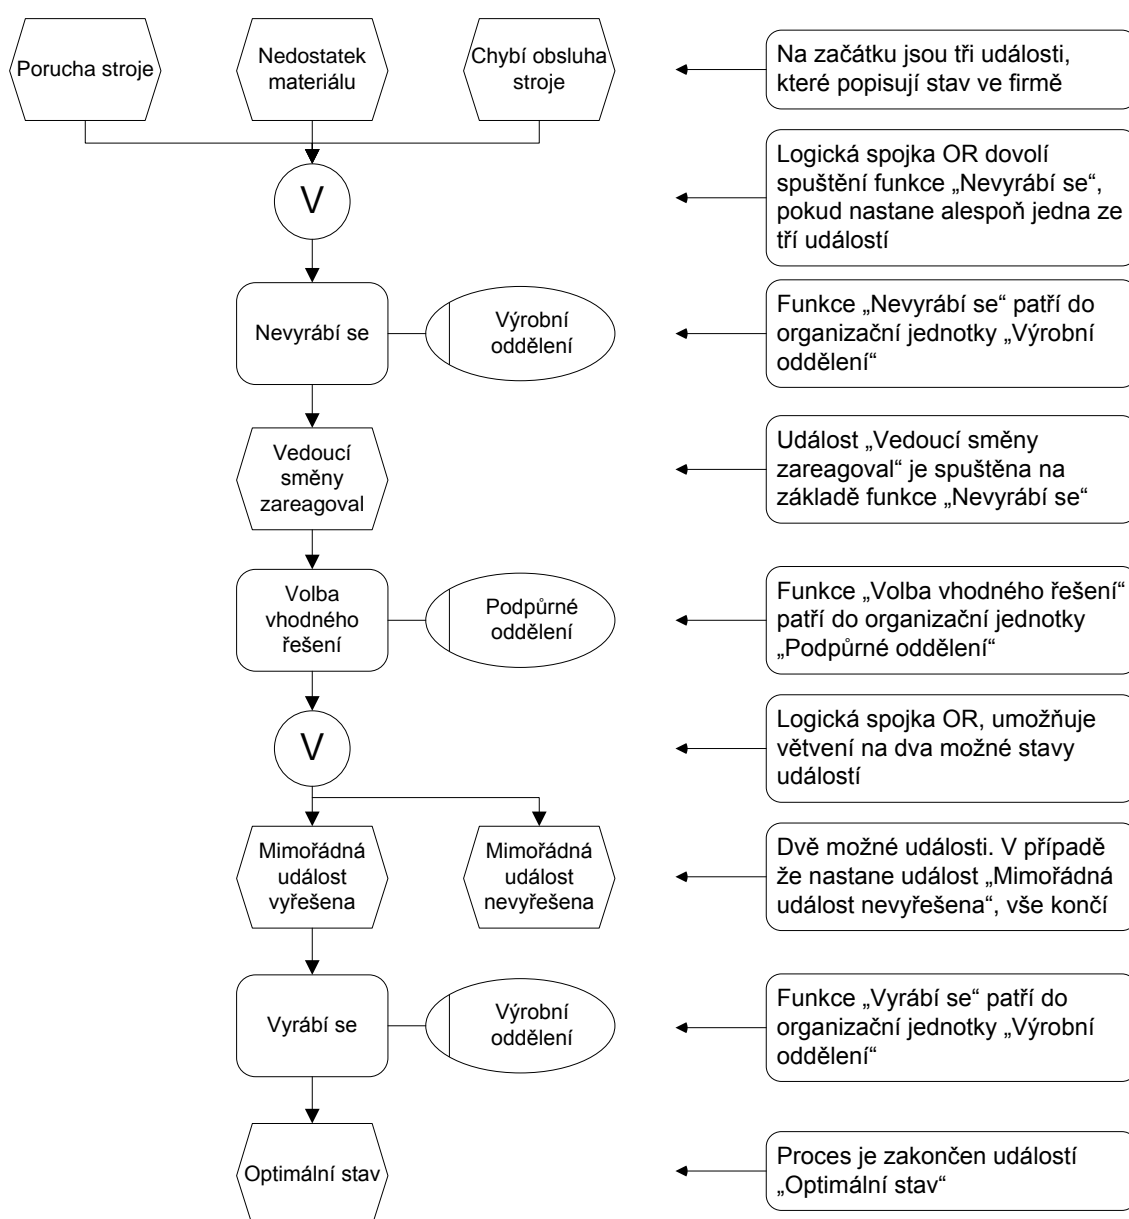 Porucha stroje
Nedostatek
materiálu
Chybí obsluha
stroje
Na začátku jsou tři události,
které popisují stav ve firmě
V
Logická spojka OR dovolí
spuštění funkce „Nevyrábí se“,
pokud nastane alespoň jedna ze
tří událostí
Nevyrábí se
Výrobní
oddělení
Funkce „Nevyrábí se“ patří do
organizační jednotky „Výrobní
oddělení“
Vedoucí
směny
zareagoval
Událost „Vedoucí směny
zareagoval“ je spuštěna na
základě funkce „Nevyrábí se“
Volba
vhodného
řešení
Podpůrné
oddělení
Funkce „Volba vhodného řešení“
patří do organizační jednotky
„Podpůrné oddělení“
V
Logická spojka OR, umožňuje
větvení na dva možné stavy
událostí
Mimořádná
událost
vyřešena
Mimořádná
událost
nevyřešena
Dvě možné události. V případě
že nastane událost „Mimořádná
událost nevyřešena“, vše končí
Vyrábí se
Výrobní
oddělení
Funkce „Vyrábí se“ patří do
organizační jednotky „Výrobní
oddělení“
Optimální stav
Proces je zakončen událostí
„Optimální stav“